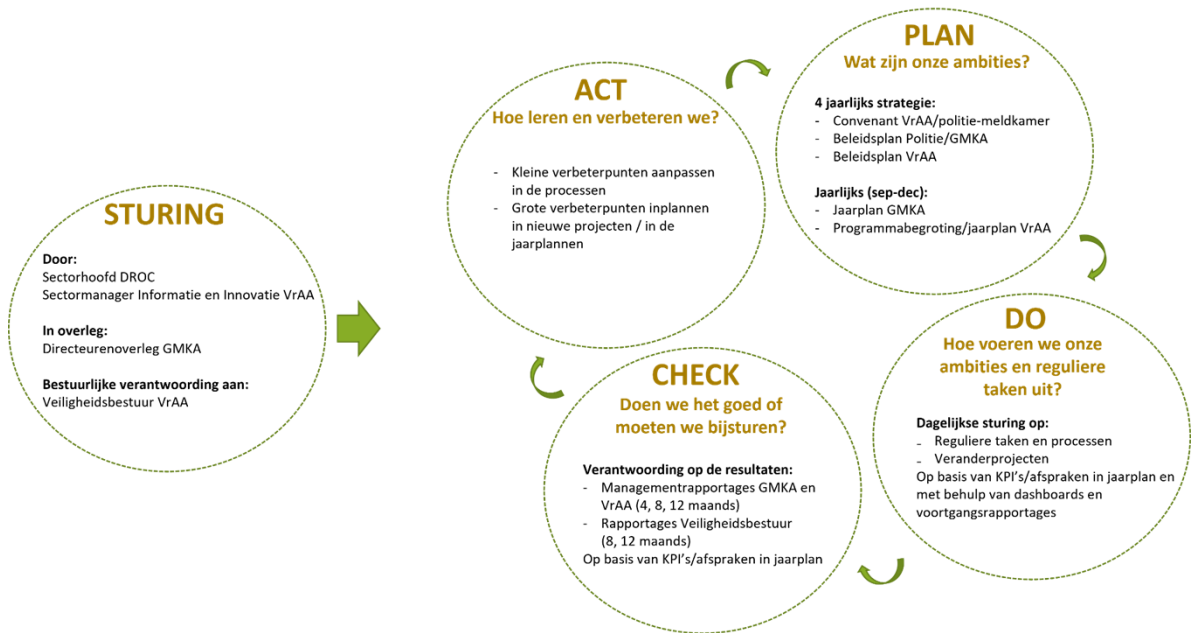 STURING
Door:
Sectorhoofd DROC
Sectormanager Informatie en Innovatie VrAA
In overleg:
Directeurenoverleg GMKA
Bestuurlijke verantwoording aan:
Veiligheidsbestuur VrAA
ACT
Hoe leren en verbeteren we?
- Kleine verbeterpunten aanpassen
in de processen
- Grote verbeterpunten inplannen
in nieuwe projecten / in de
jaarplannen
PLAN
Wat zijn onze ambities?
4 jaarlijks strategie:
- Convenant VrAA/politie-meldkamer
- Beleidsplan Politie/GMKA
- Beleidsplan VrAA
Jaarlijks (sep-dec):
- Jaarplan GMKA
- Programmabegroting/jaarplan VrAA
DO
Hoe voeren we onze
ambities en reguliere
taken uit?
Dagelijkse sturing op:
- Reguliere taken en processen
- Veranderprojecten
Op basis van KPI's/afspraken in jaarplan en
met behulp van dashboards en
voortgangsrapportages
CHECK
Doen we het goed of
moeten we bijsturen?
Verantwoording op de resultaten:
- Managementrapportages GMKA en
VrAA (4, 8, 12 maands)
- Rapportages Veiligheidsbestuur
(8, 12 maands)
Op basis van KPI's/afspraken in jaarplan